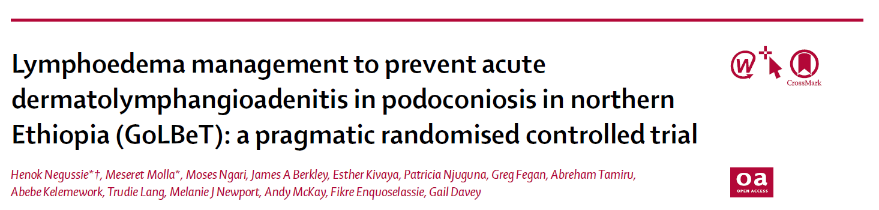 Lymphoedema management to prevent acute
dermatolymphangioadenitis in podoconiosis in northern
Ethiopia (GoLBeT): a pragmatic randomised controlled trial
W
CrossMark
Henok Negussie*†, Meseret Molla*, Moses Ngari, James A Berkley, Esther Kivaya, Patricia Njuguna, Greg Fegan, Abreham Tamiru,
Abebe Kelemework, Trudie Lang, Melanie J Newport, Andy McKay, Fikre Enquoselassie, Gail Davey
oa
OPEN ACCESS